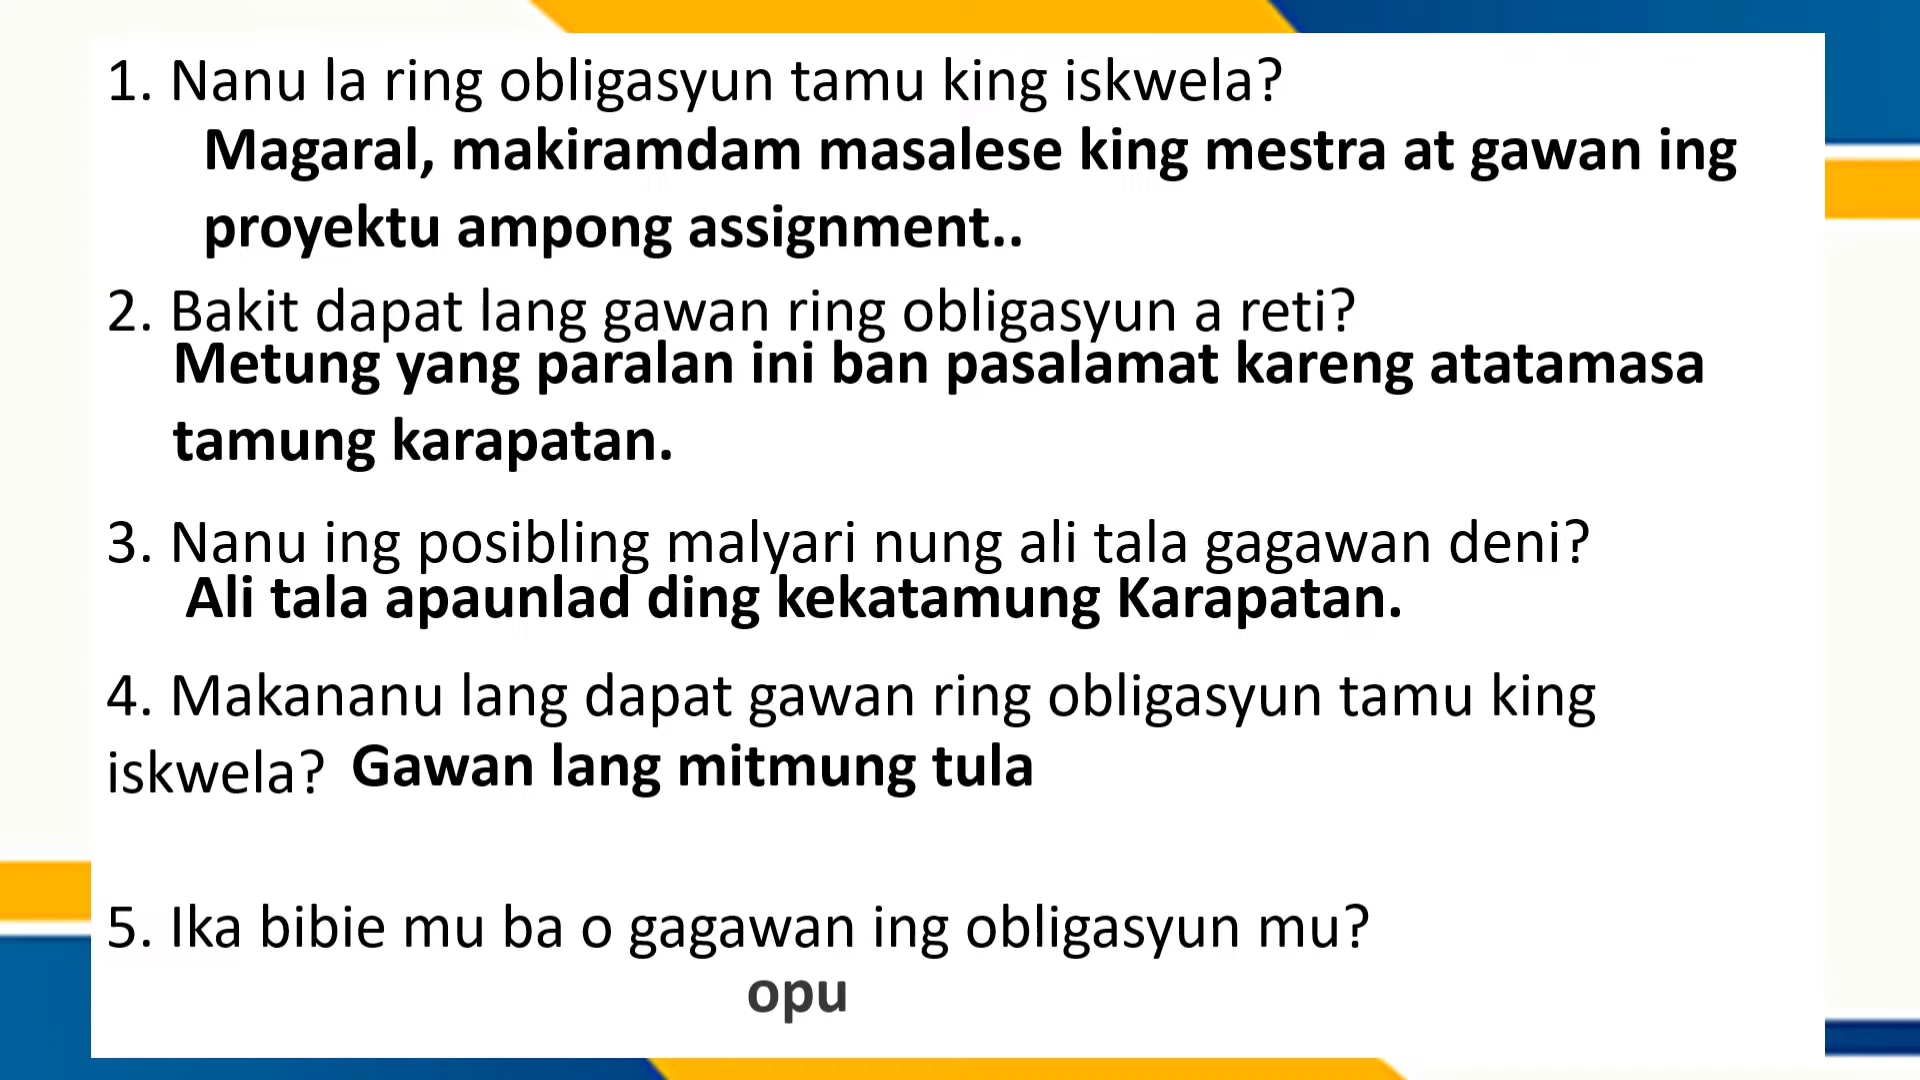 1. Nanu la ring obligasyun tamu king iskwela?
Magaral, makiramdam masalese king mestra at gawan ing
proyektu ampong assignment..
2. Bakit dapat lang gawan ring obligasyun a reti?
Metung yang paralan ini ban pasalamat kareng atatamasa
tamung karapatan.
3. Nanu ing posibling malyari nung ali tala gagawan deni?
Ali tala apaunlad ding kekatamung Karapatan.
4. Makananu lang dapat gawan ring obligasyun tamu king
iskwela? Gawan lang mitmung tula
5. Ika bibie mu ba o gagawan ing obligasyun mu?
opu